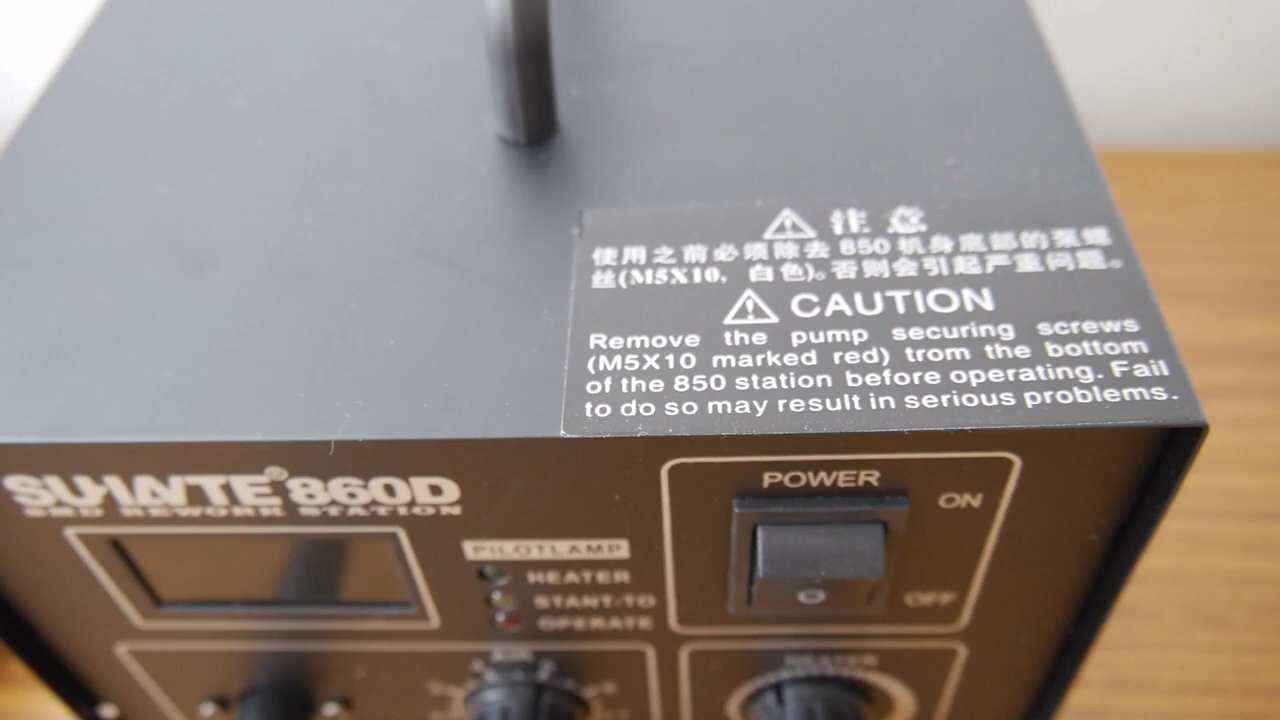 注意
使用之前必须除去 850 机身底部的泵螺
丝(M5X10, 白色)。否则会引起严重问题。
CAUTION
Remove the pump securing screws
(M5X10 marked red) trom the bottom
of the 850 station before operating. Fail
to do so may result in serious problems.
860D
SMD REWORK STATION
POWER
ON
OFF
PILOTLAMP
HEATER
STANT:TO
OPERATE
AIR
HEATER